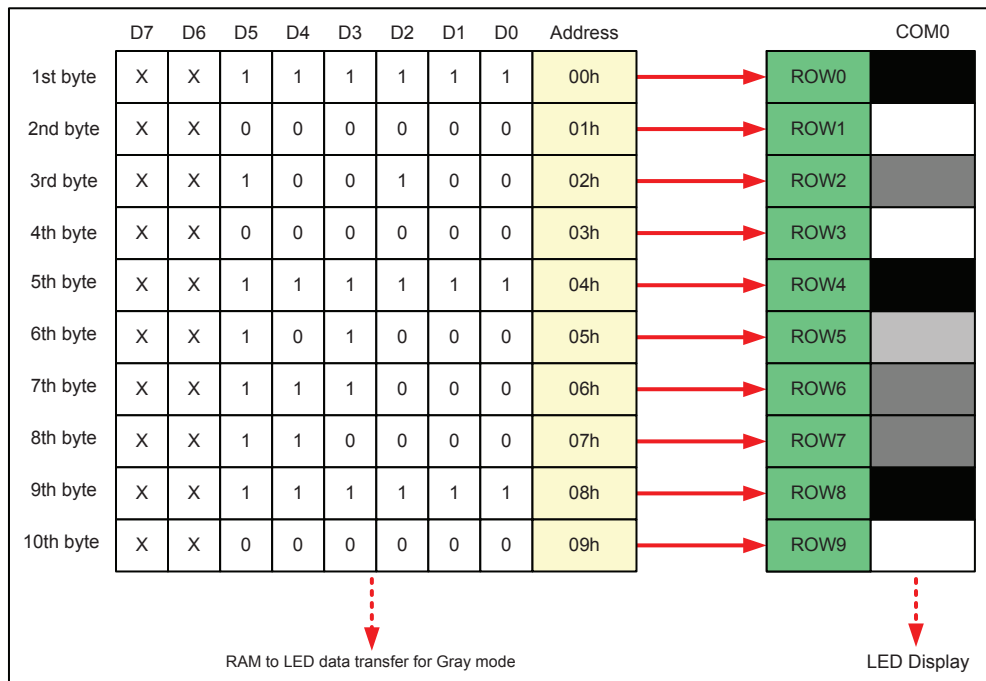 D7 D6 D5 D4 D3 D2 D1 D0 Address COM0
1st byte X X 1 1 1 1 1 1 00h ROW0
2nd byte X X 0 0 0 0 0 0 01h ROW1
3rd byte X X 1 0 0 1 0 0 02h ROW2
4th byte X X 0 0 0 0 0 0 03h ROW3
5th byte X X 1 1 1 1 1 1 04h ROW4
6th byte X X 1 0 1 0 0 0 05h ROW5
7th byte X X 1 1 1 0 0 0 06h ROW6
8th byte X X 1 1 0 0 0 0 07h ROW7
9th byte X X 1 1 1 1 1 1 08h ROW8
10th byte X X 0 0 0 0 0 0 09h ROW9
RAM to LED data transfer for Gray mode LED Display